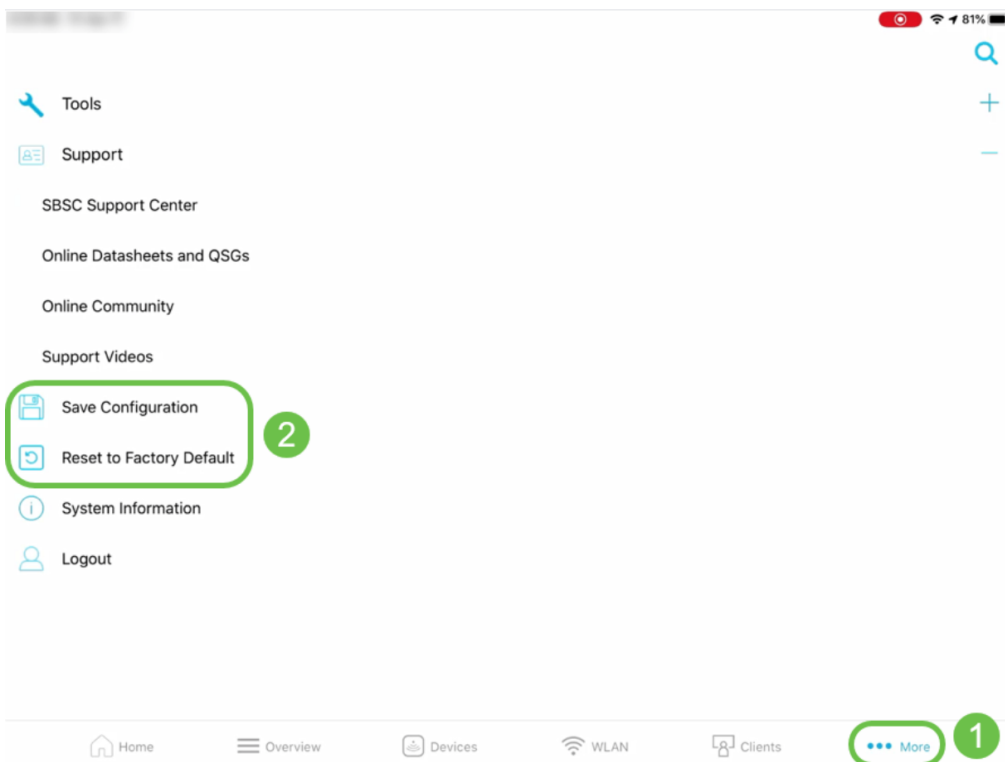 81%
Tools
Support
SBSC Support Center
Online Datasheets and QSGs
Online Community
Support Videos
Save Configuration
2
Reset to Factory Default
System Information
Logout
Home Overview Devices WLAN Clients More 1